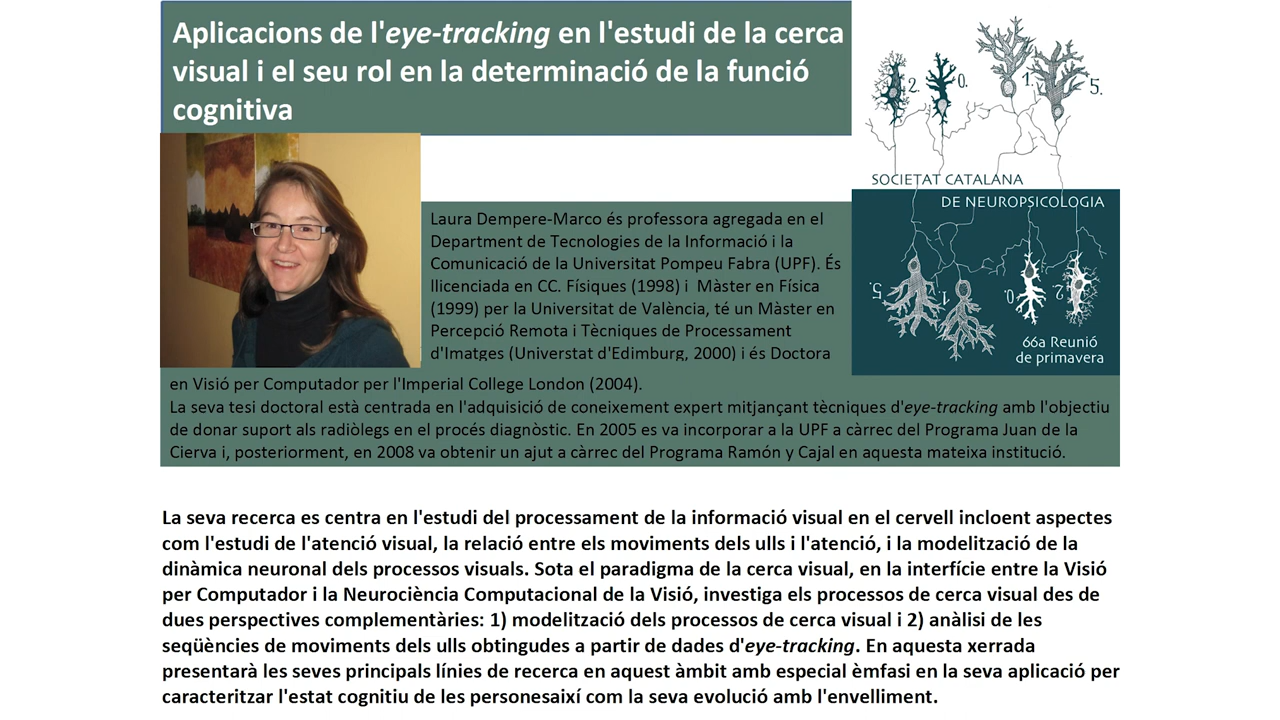 Aplicacions de l'eye-tracking en l'estudi de la cerca
visual i el seu rol en la determinació de la funció
cognitiva
2. 0. 1. 5.
SOCIETAT CATALANA
DE NEUROPSICOLOGIA
5. 1. 0. 2.
66a Reunió
de primavera
Laura Dempere-Marco és professora agregada en el
Department de Tecnologies de la Informació i la
Comunicació de la Universitat Pompeu Fabra (UPF). És
llicenciada en CC. Físiques (1998) i Màster en Física
(1999) per la Universitat de València, té un Màster en
Percepció Remota i Tècniques de Processament
d'Imatges (Universtat d'Edimburg, 2000) i és Doctora
en Visió per Computador per l'Imperial College London (2004).
La seva tesi doctoral està centrada en l'adquisició de coneixement expert mitjançant tècniques d'eye-tracking amb l'objectiu
de donar suport als radiòlegs en el procés diagnòstic. En 2005 es va incorporar a la UPF a càrrec del Programa Juan de la
Cierva i, posteriorment, en 2008 va obtenir un ajut a càrrec del Programa Ramón y Cajal en aquesta mateixa institució.
La seva recerca es centra en l'estudi del processament de la informació visual en el cervell incloent aspectes
com l'estudi de l'atenció visual, la relació entre els moviments dels ulls i l'atenció, i la modelització de la
dinàmica neuronal dels processos visuals. Sota el paradigma de la cerca visual, en la interfície entre la Visió
per Computador i la Neurociència Computacional de la Visió, investiga els processos de cerca visual des de
dues perspectives complementàries: 1) modelització dels processos de cerca visual i 2) anàlisi de les
seqüències de moviments dels ulls obtingudes a partir de dades d'eye-tracking. En aquesta xerrada
presentarà les seves principals línies de recerca en aquest àmbit amb especial èmfasi en la seva aplicació per
caracteritzar l'estat cognitiu de les personesaixí com la seva evolució amb l'envelliment.